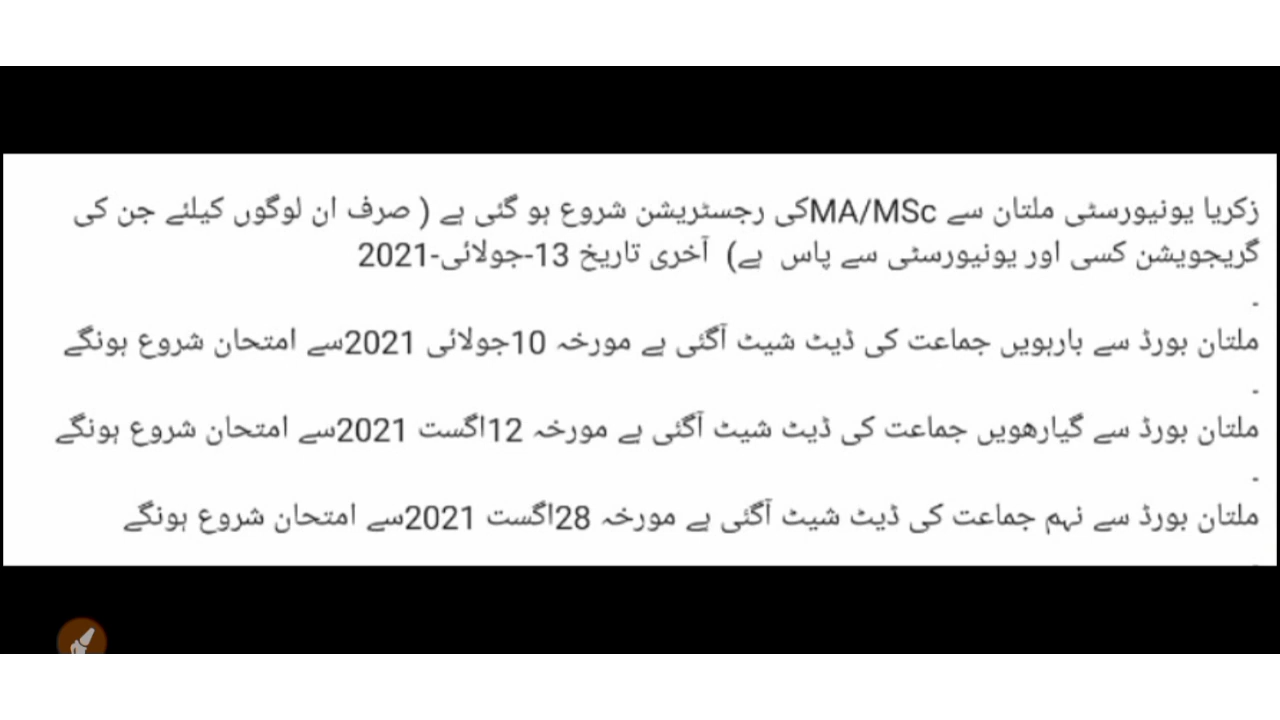 زکریا یونیورسٹی ملتان سے MA/MScکی رجسٹریشن شروع ہو گئی ہے ( صرف ان لوگوں کیلئے جن کی
گریجویشن کسی اور یونیورسٹی سے پاس ہے) آخری تاریخ 13-جولائی-2021
-
ملتان بورڈ سے بارہویں جماعت کی ڈیٹ شیٹ آگئی ہے مورخہ 10جولائی 2021سے امتحان شروع ہونگے
-
ملتان بورڈ سے گیارھویں جماعت کی ڈیٹ شیٹ آگئی ہے مورخہ 12اگست 2021سے امتحان شروع ہونگے
-
ملتان بورڈ سے نہم جماعت کی ڈیٹ شیٹ آگئی ہے مورخہ 28اگست 2021سے امتحان شروع ہونگے
-